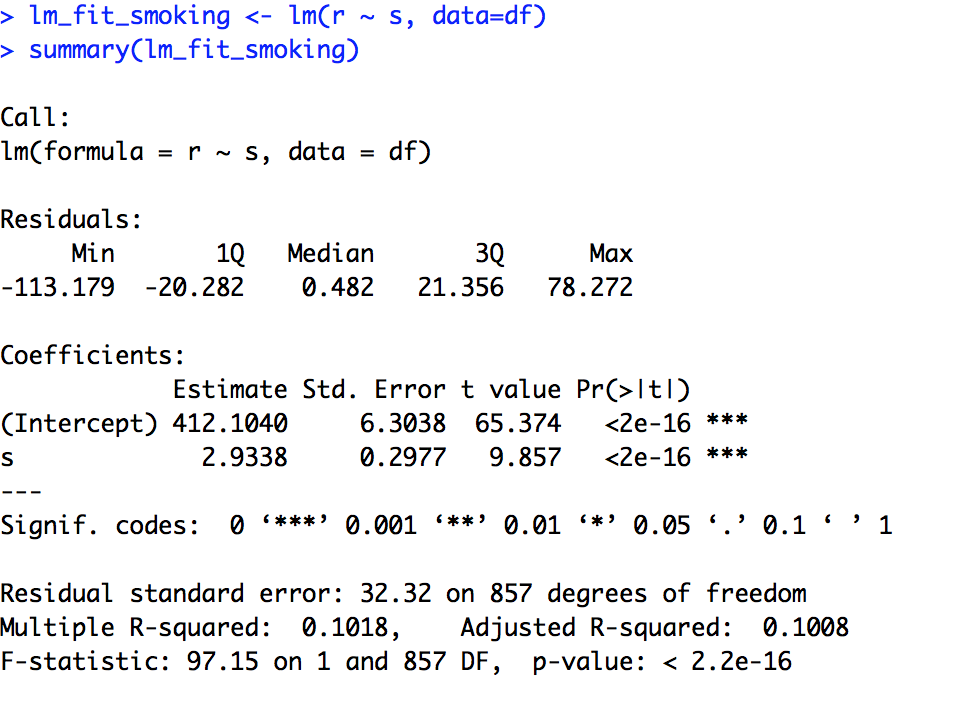 > lm_fit_smoking <- lm(r ~ s, data=df)
> summary(lm_fit_smoking)
Call:
lm(formula = r ~ s, data = df)
Residuals:
     Min       1Q   Median       3Q      Max
-113.179  -20.282    0.482   21.356   78.272
Coefficients:
            Estimate Std. Error t value Pr(>|t|)
(Intercept) 412.1040     6.3038  65.374   <2e-16 ***
s             2.9338     0.2977   9.857   <2e-16 ***
---
Signif. codes:  0 ‘***’ 0.001 ‘**’ 0.01 ‘*’ 0.05 ‘.’ 0.1 ‘ ’ 1
Residual standard error: 32.32 on 857 degrees of freedom
Multiple R-squared:  0.1018,    Adjusted R-squared:  0.1008
F-statistic: 97.15 on 1 and 857 DF,  p-value: < 2.2e-16